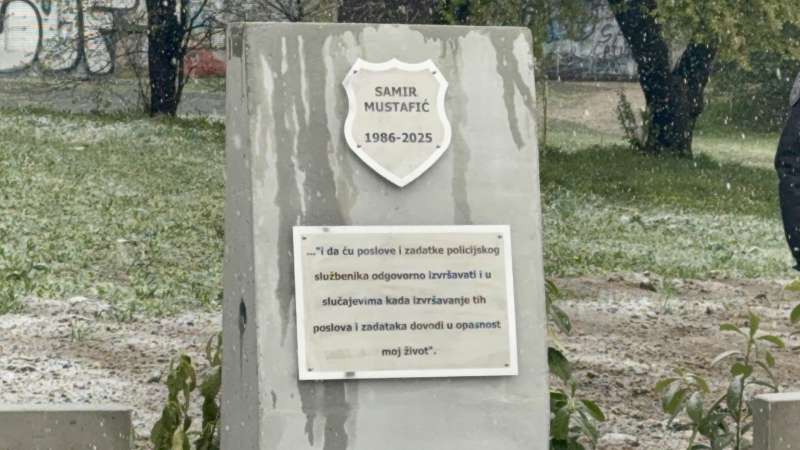 SAMIR
MUSTAFIĆ
1986-2025
..."i da ću poslove i zadatke policijskog
službenika odgovorno izvršavati i u
slučajevima kada izvršavanje tih
poslova i zadataka dovodi u opasnost
moj život".